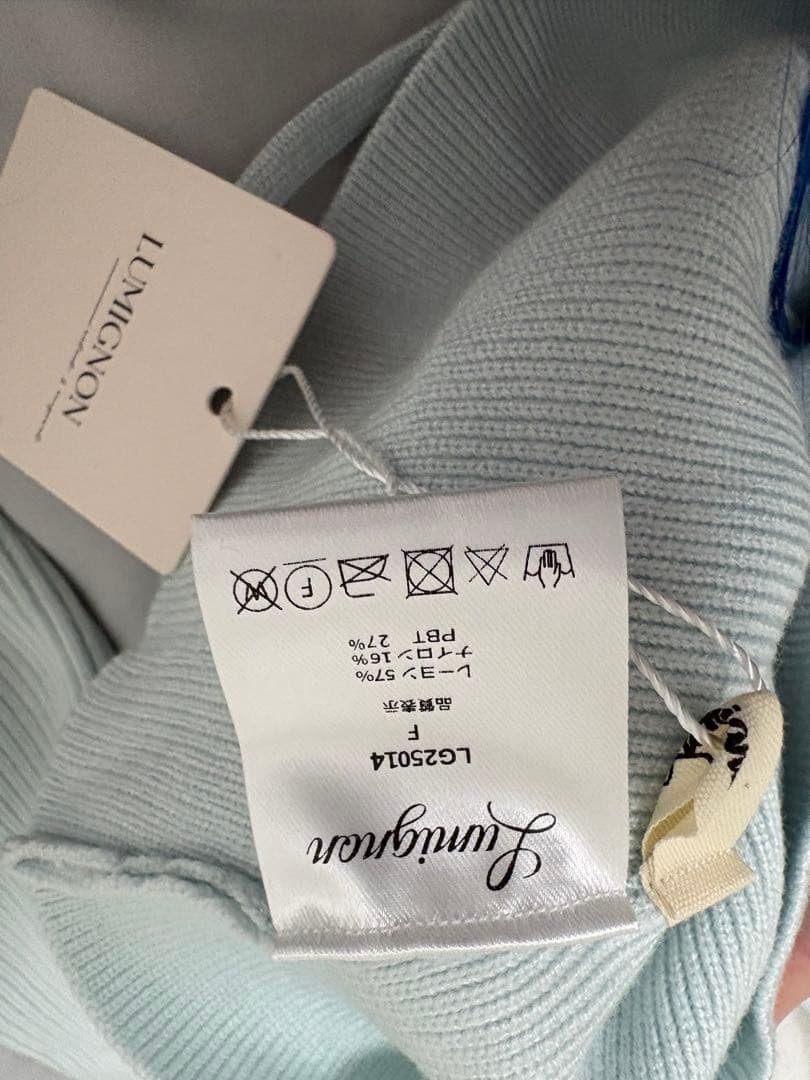 LUMIGNON
Lumignon
LG25014
F
品質表示
レーヨン 57%
ナイロン 16%
PBT 27%
F
W